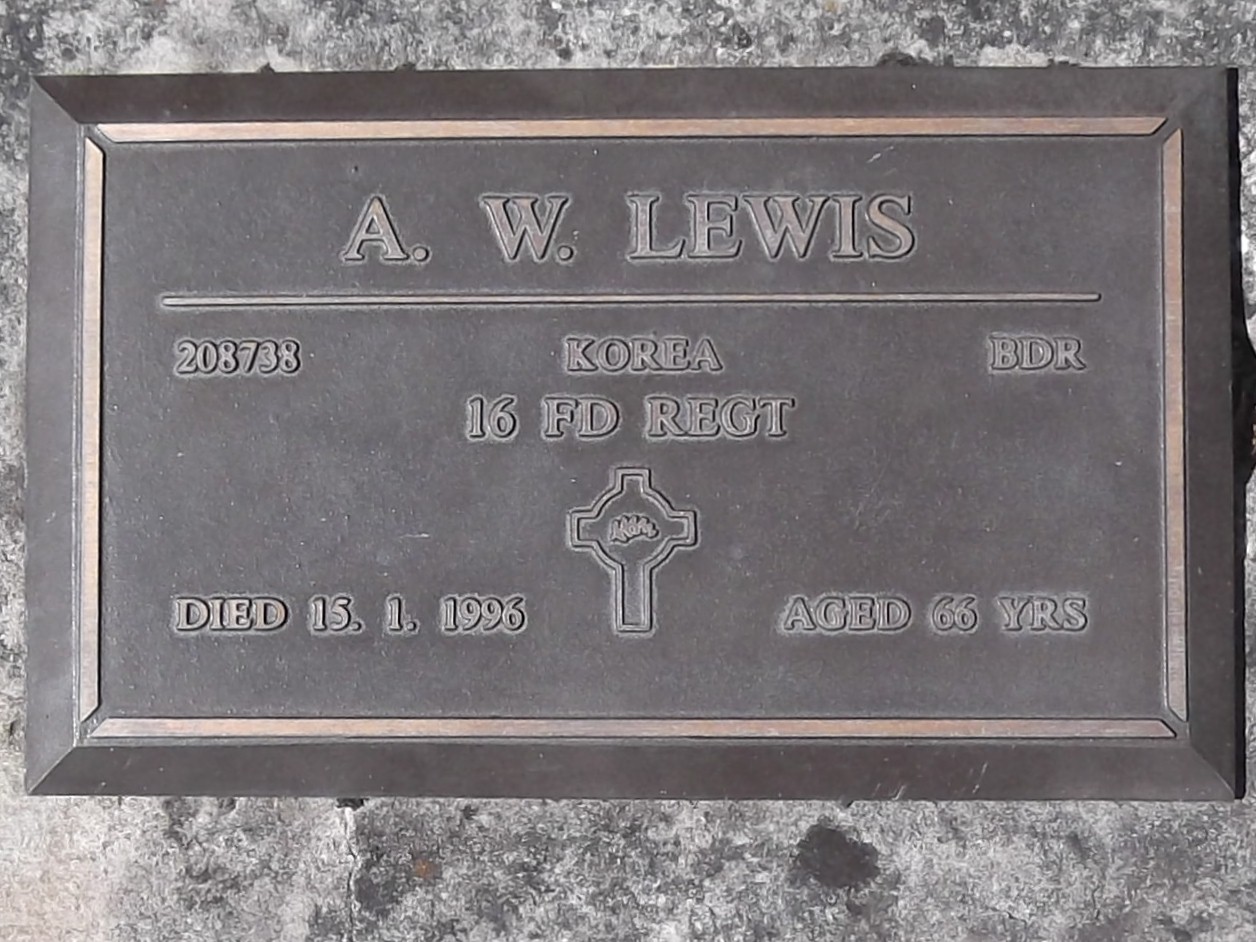 A. W. LEWIS
208738 KOREA BDR
16 FD REGT
DIED 15. 1. 1996 AGED 66 YRS